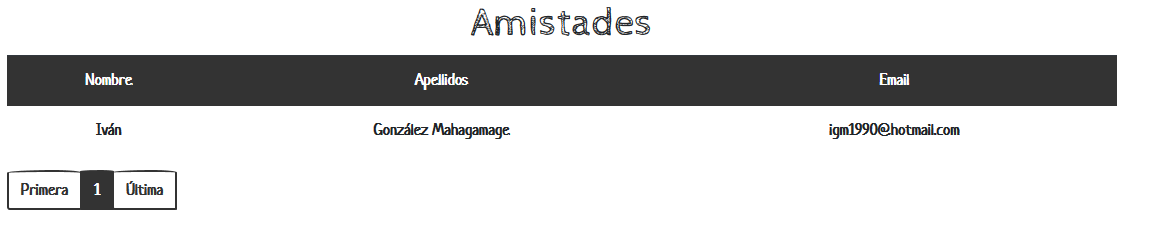 Amistades
Nombre Apellidos Email
Iván González Mahagamage igm1990@hotmail.com
Primera 1 Última